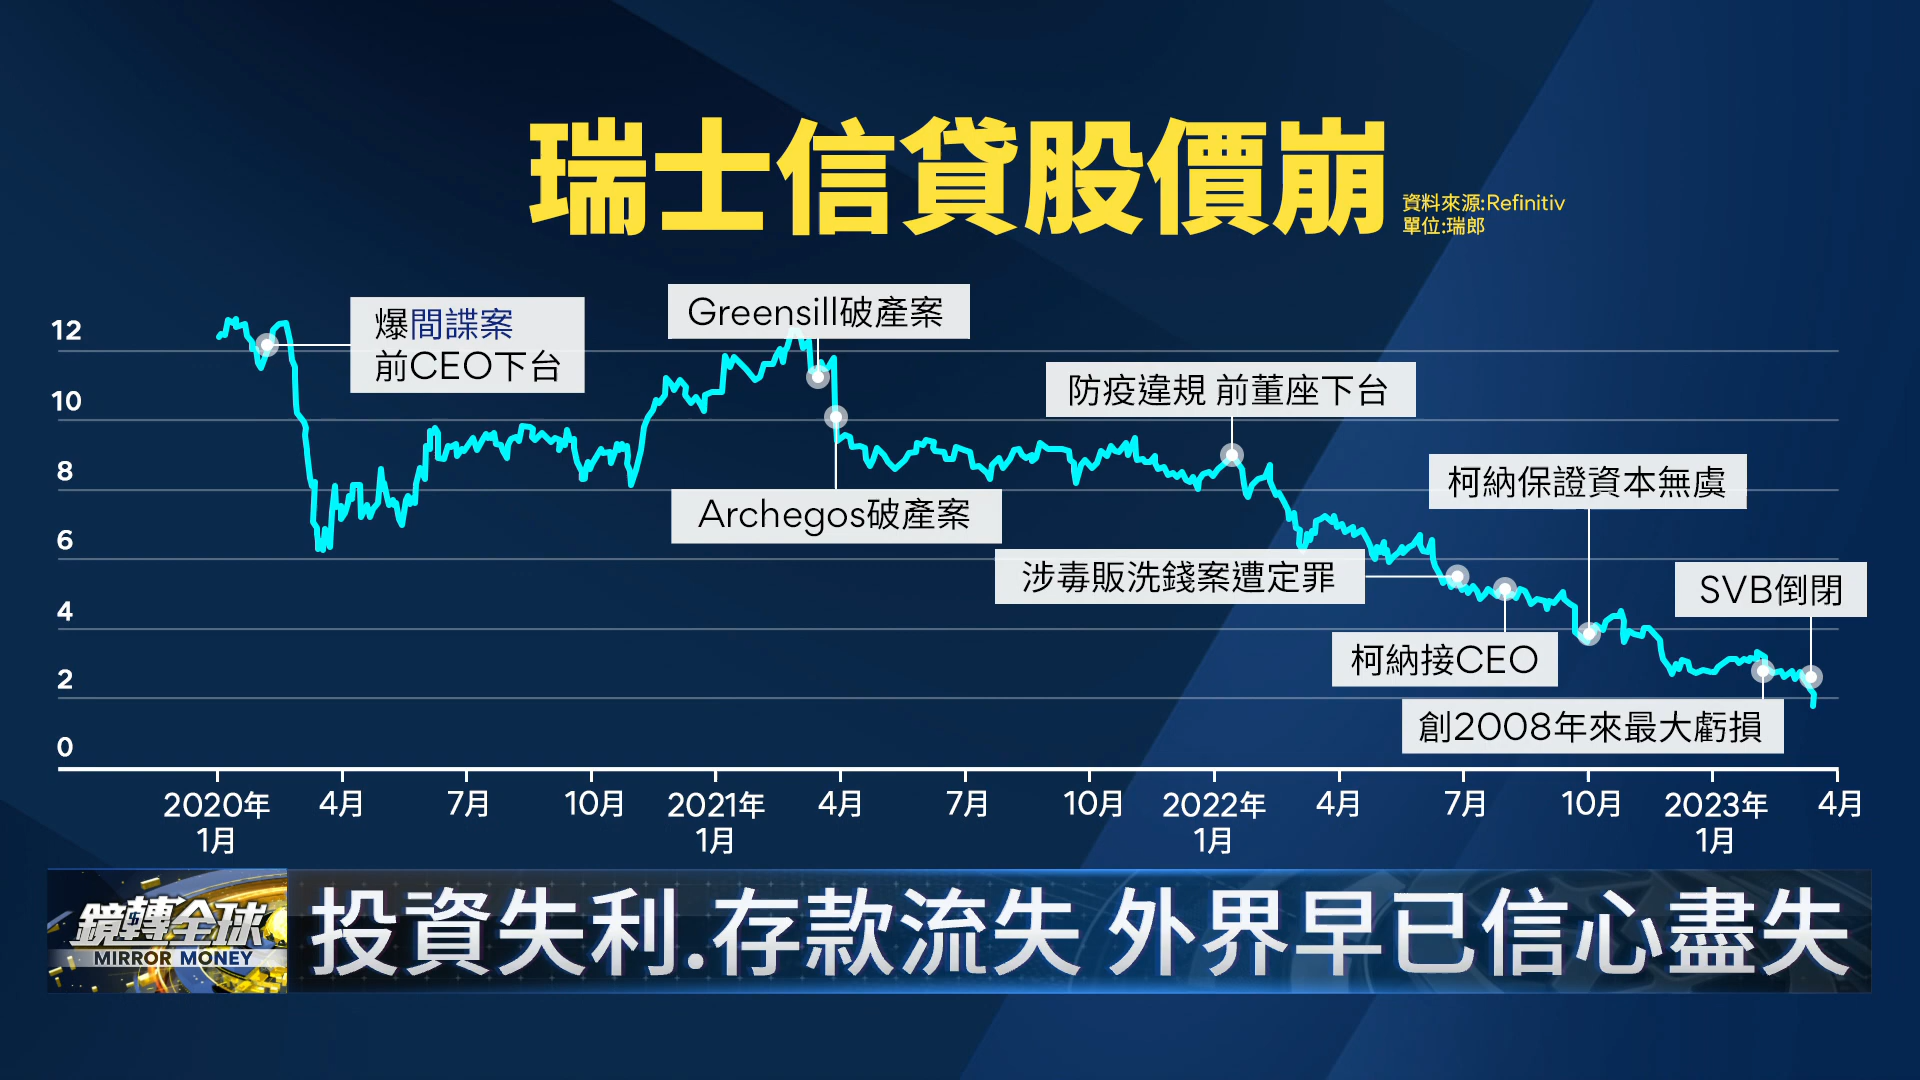 瑞士信貸股價崩
資料來源:Refinitiv
單位:瑞郎
爆間諜案
前CEO下台
Greensill破產案
Archegos破產案
防疫違規 前董座下台
柯納保證資本無虞
涉毒販洗錢案遭定罪
SVB倒閉
柯納接CEO
創2008年來最大虧損
12
10
8
6
4
2
0
2020年
1月
4月
7月
10月
2021年
1月
4月
7月
10月
2022年
1月
4月
7月
10月
2023年
1月
4月
鏡轉全球
MIRROR MONEY
投資失利.存款流失 外界早已信心盡失